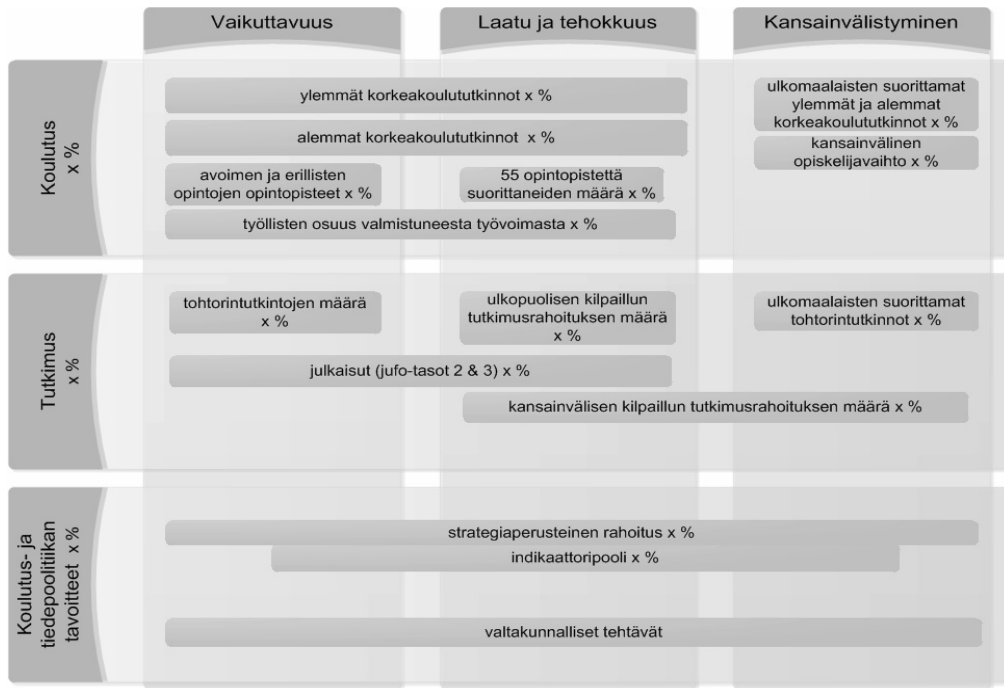 Vaikuttavuus
Laatu ja tehokkuus
Kansainvälistyminen
Koulutus
x %
ylemmät korkeakoulututkinnot x %
alemmat korkeakoulututkinnot x %
avoimen ja erillisten
opintojen opintopisteet x %
55 opintopistettä
suorittaneiden määrä x %
työllisten osuus valmistuneesta työvoimasta x %
ulkomaalaisten suorittamat
ylemmät ja alemmat
korkeakoulututkinnot x %
kansainvälinen
opiskelijavaihto x %
Tutkimus
x %
tohtorintutkintojen määrä
x %
ulkopuolisen kilpaillun
tutkimusrahoituksen määrä
x %
ulkomaalaisten suorittamat
tohtorintutkinnot x %
julkaisut (jufo-tasot 2 & 3) x %
kansainvälisen kilpaillun tutkimusrahoituksen määrä x %
Koulutus- ja
tiedepoolitiikan
tavoitteet x %
strategiaperusteinen rahoitus x %
indikaattoripooli x %
valtakunnalliset tehtävät